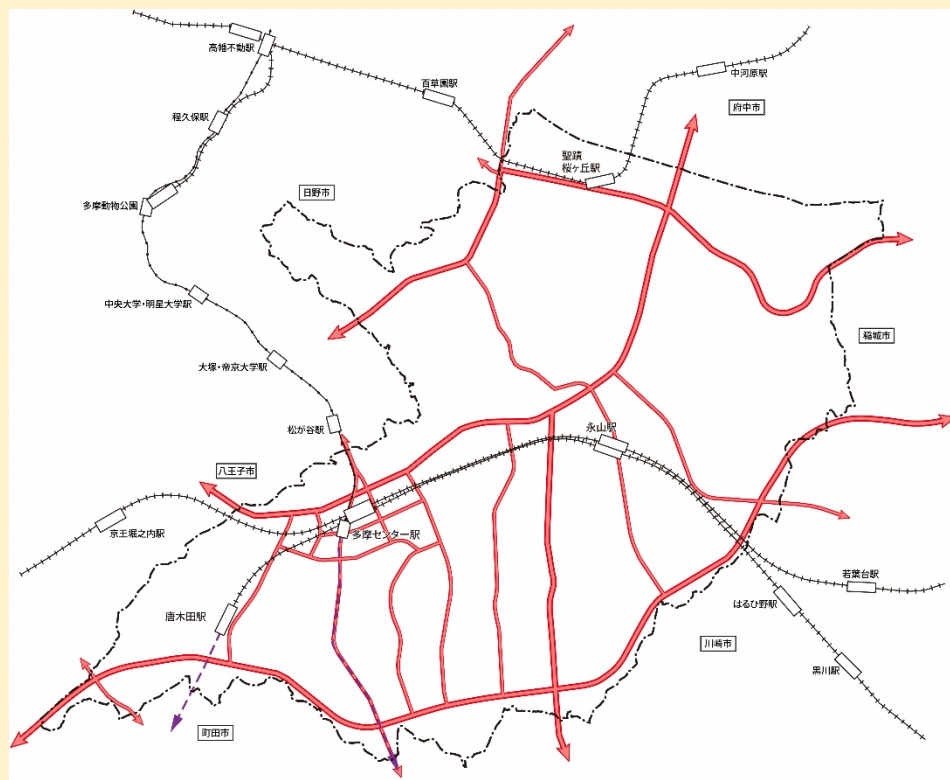 高幡不動駅
百草園駅
中河原駅
府中市
程久保駅
聖蹟
桜ヶ丘駅
日野市
多摩動物公園
中央大学・明星大学駅
稲城市
大塚・帝京大学駅
松が谷駅
永山駅
八王子市
京王堀之内駅
多摩センター駅
若葉台駅
はるひ野駅
唐木田駅
川崎市
黒川駅
町田市